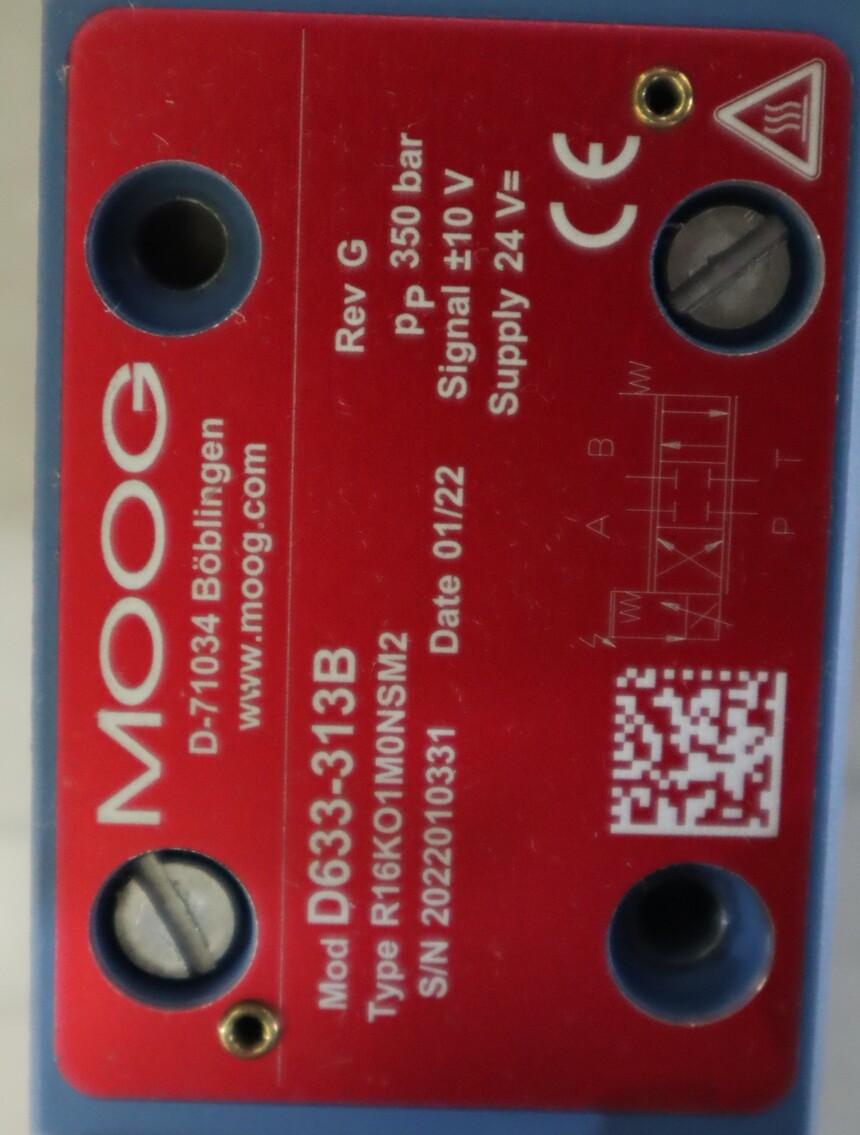 MOOG
D-71034 Böblingen
www.moog.com
Mod D633-313B Rev G
Type R16KO1M0NSM2 pP 350 bar
S/N 2022010331 Date 01/22 Signal ±10 V
Supply 24 V=
CE
A B
P T